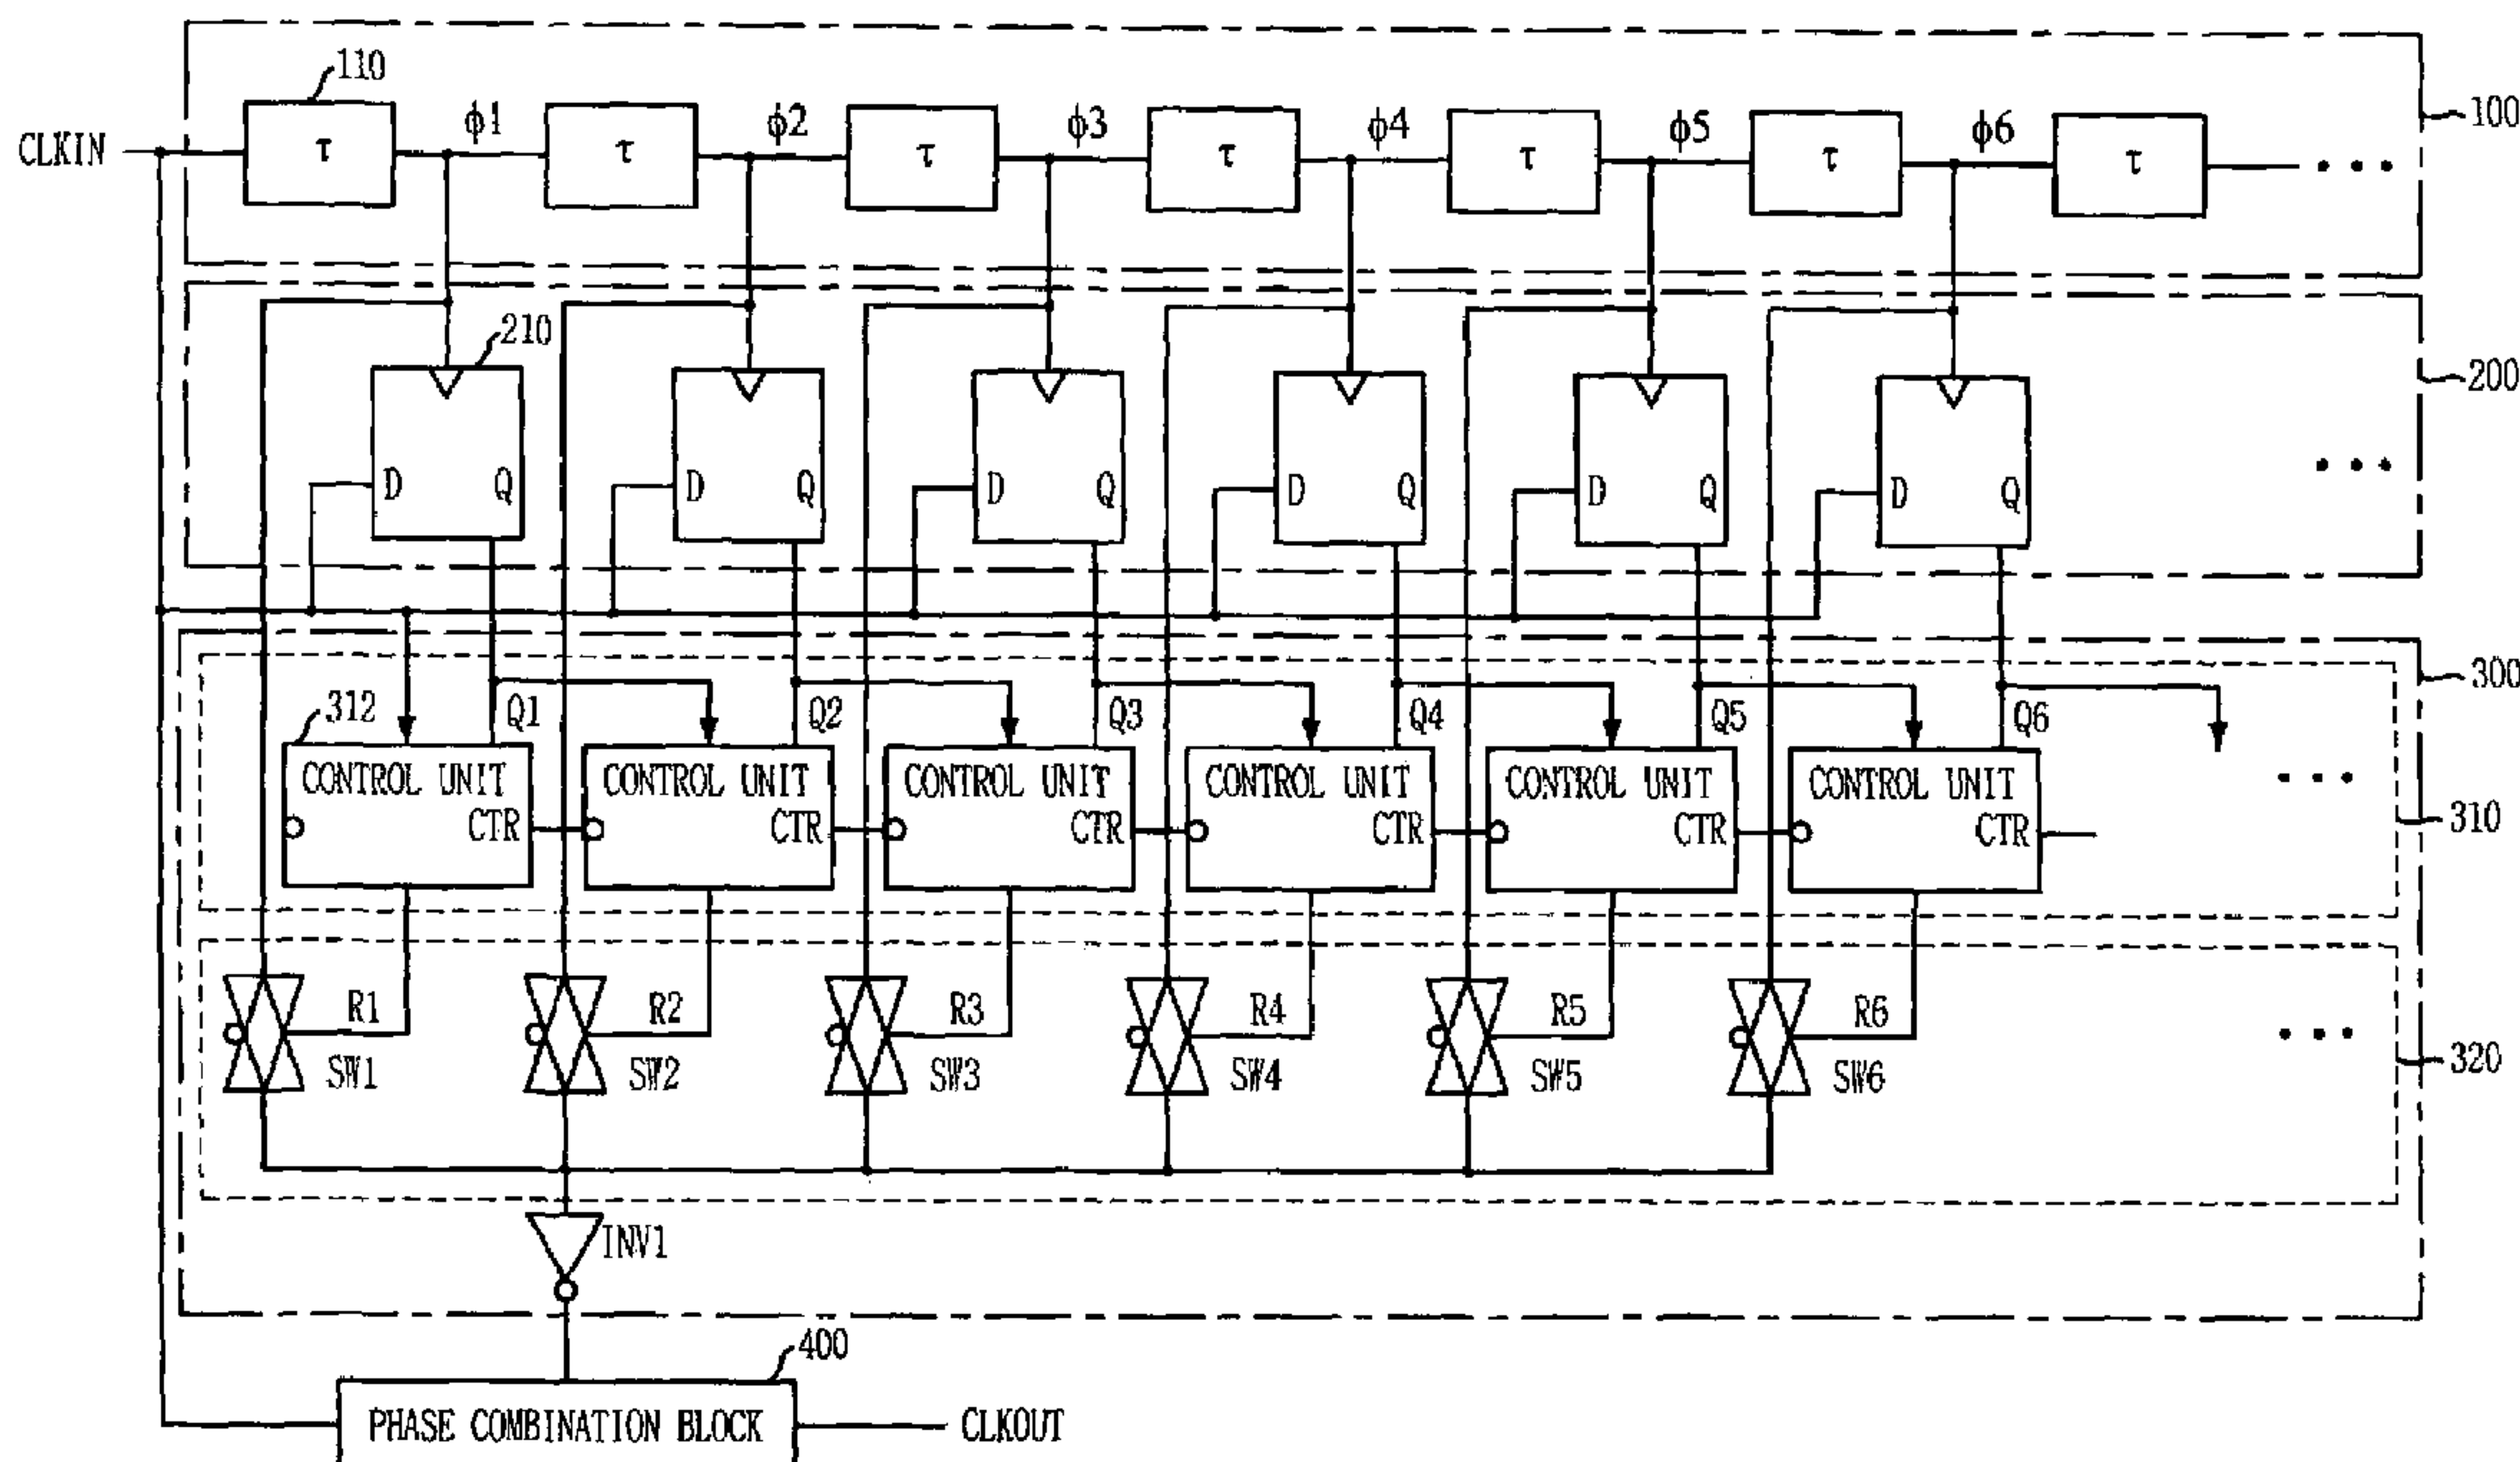 110
CLKIN
τ ϕ1 τ ϕ2 τ ϕ3 τ ϕ4 τ ϕ5 τ ϕ6 τ
100
210
D Q D Q D Q D Q D Q D Q
200
300
312
Q1 Q2 Q3 Q4 Q5 Q6
CONTROL UNIT CONTROL UNIT CONTROL UNIT CONTROL UNIT CONTROL UNIT CONTROL UNIT
CTR CTR CTR CTR CTR CTR
310
R1 R2 R3 R4 R5 R6
SW1 SW2 SW3 SW4 SW5 SW6
320
INV1
400
PHASE COMBINATION BLOCK
CLKOUT